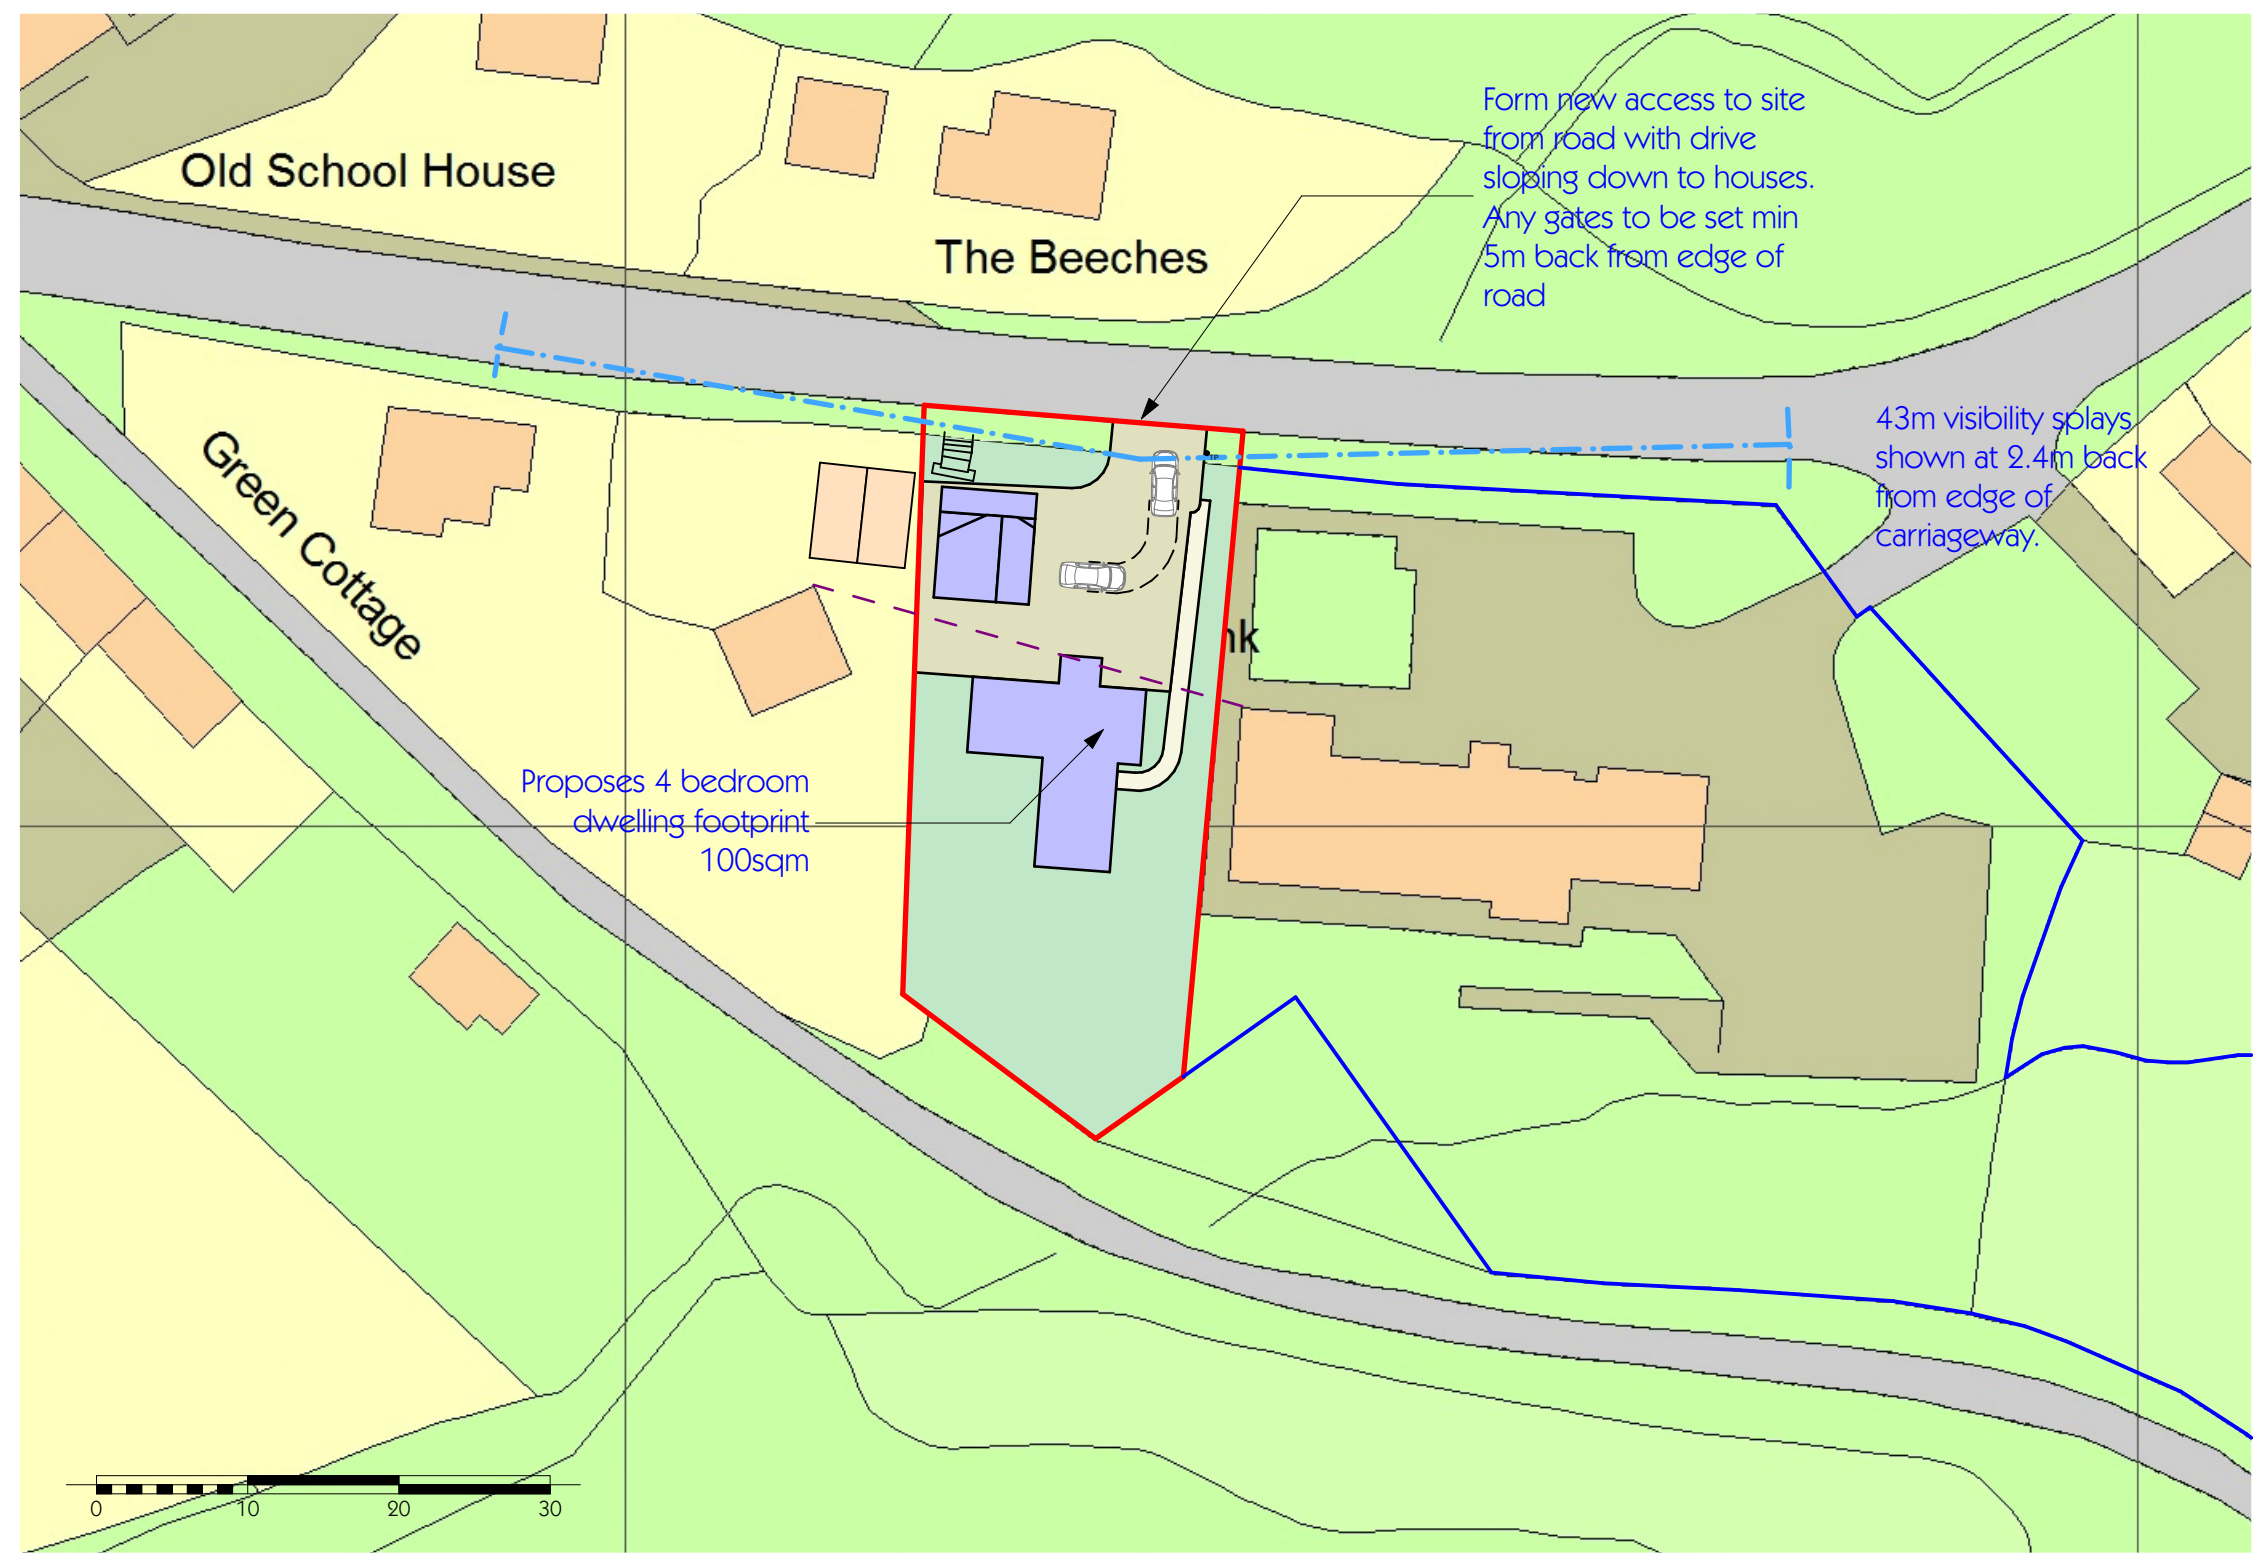 Old School House
The Beeches
Form new access to site
from road with drive
sloping down to houses.
Any gates to be set min
5m back from edge of
road
43m visibility splays
shown at 2.4m back
from edge of
carriageway.
Green Cottage
nk
Proposes 4 bedroom
dwelling footprint
100sqm
0 10 20 30